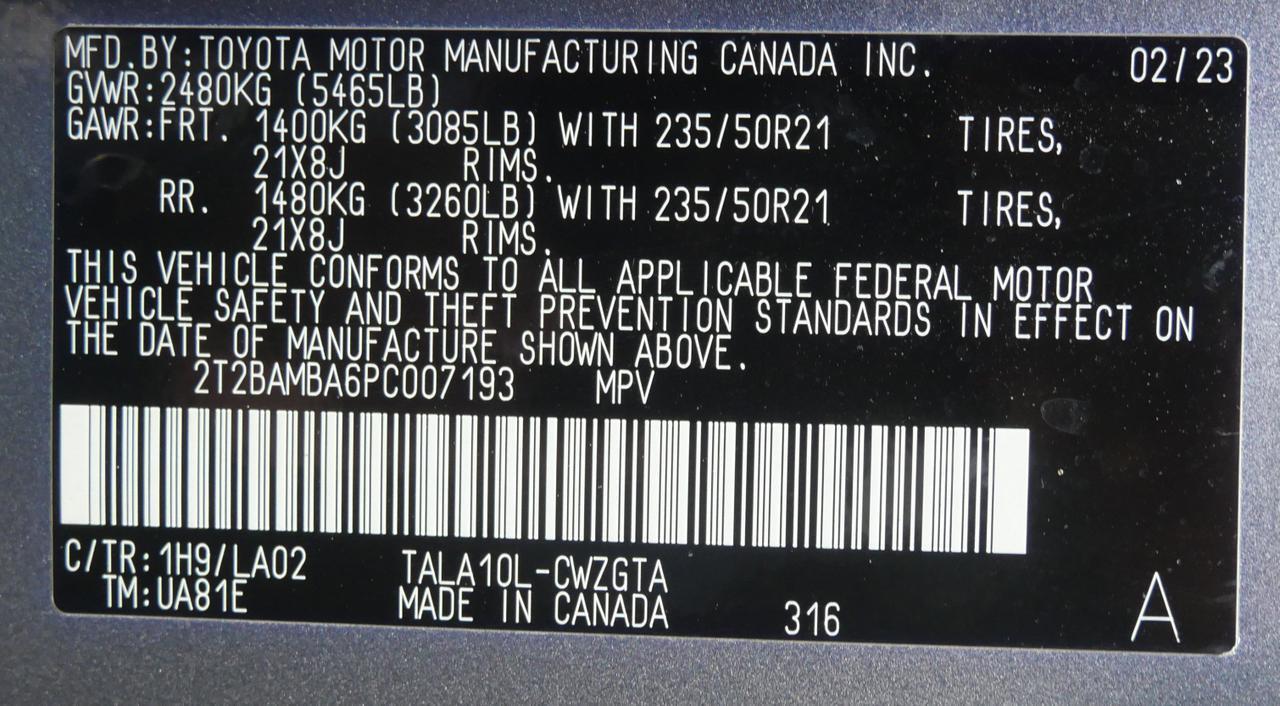 MFD.BY:TOYOTA MOTOR MANUFACTURING CANADA INC. 02/23
GVWR:2480KG (5465LB)
GAWR:FRT. 1400KG (3085LB) WITH 235/50R21 TIRES,
21X8J RIMS.
RR. 1480KG (3260LB) WITH 235/50R21 TIRES,
21X8J RIMS.
THIS VEHICLE CONFORMS TO ALL APPLICABLE FEDERAL MOTOR
VEHICLE SAFETY AND THEFT PREVENTION STANDARDS IN EFFECT ON
THE DATE OF MANUFACTURE SHOWN ABOVE.
2T2BAMBA6PC007193 MPV
C/TR:1H9/LA02 TALA10L-CWZGTA
TM:UA81E MADE IN CANADA 316 A